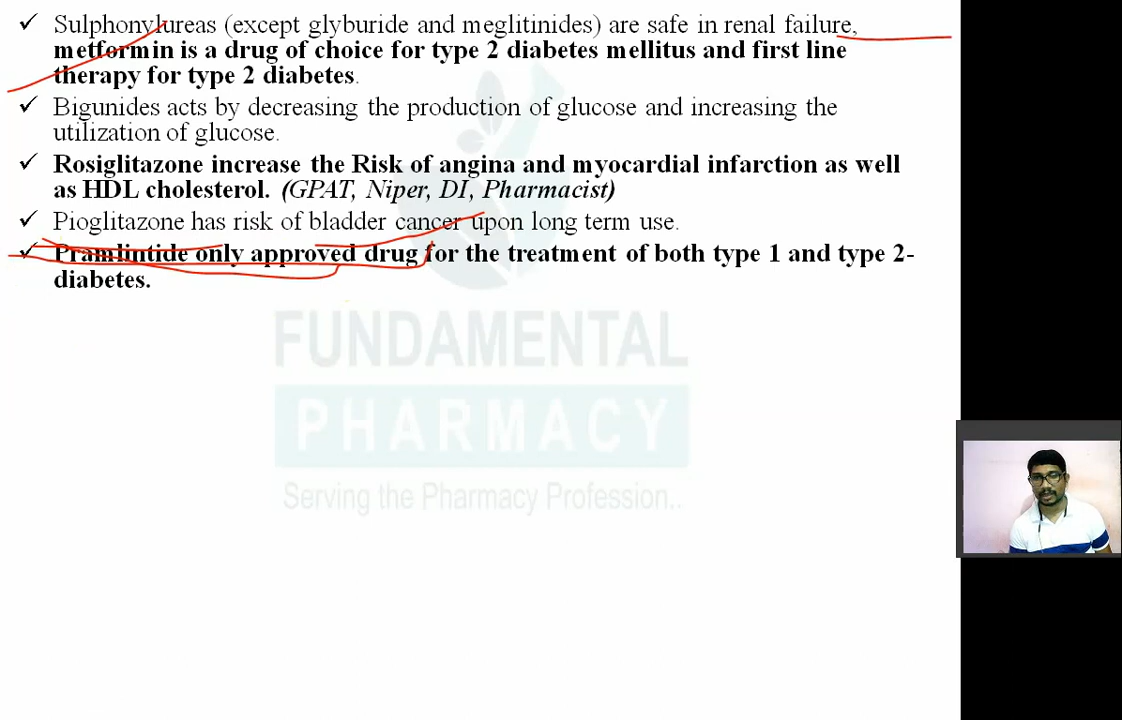 ✓ Sulphonylureas (except glyburide and meglitinides) are safe in renal failure,
metformin is a drug of choice for type 2 diabetes mellitus and first line
therapy for type 2 diabetes.
✓ Bigunides acts by decreasing the production of glucose and increasing the
utilization of glucose.
✓ Rosiglitazone increase the Risk of angina and myocardial infarction as well
as HDL cholesterol. (GPAT, Niper, DI, Pharmacist)
✓ Pioglitazone has risk of bladder cancer upon long term use.
✓ Pramlintide only approved drug for the treatment of both type 1 and type 2-
diabetes.
FUNDAMENTAL
PHARMACY
Serving the Pharmacy Profession..